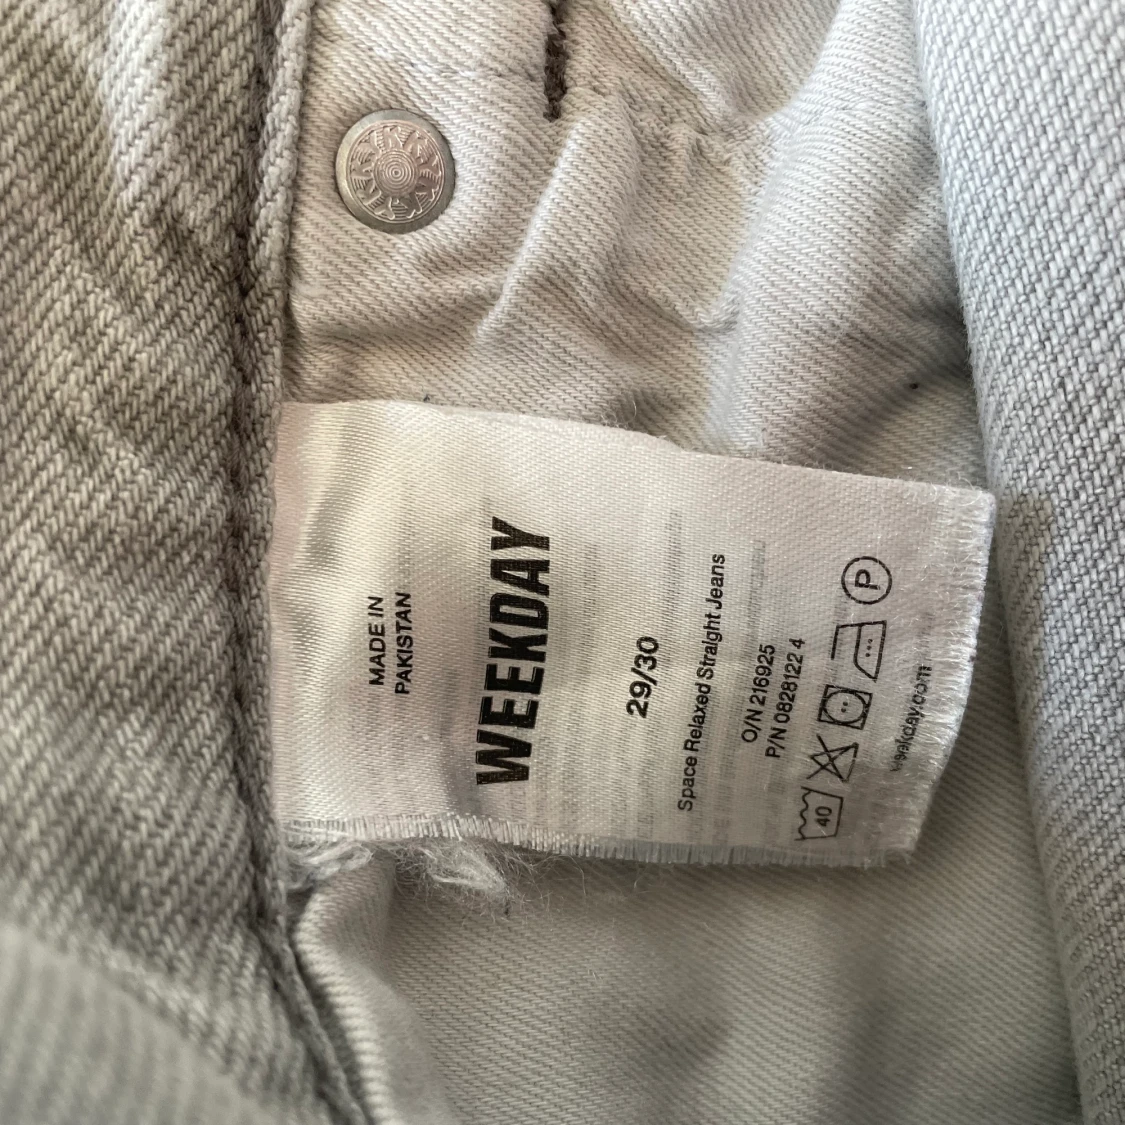 MADE IN
PAKISTAN
WEEKDAY
29/30
Space Relaxed Straight Jeans
O/N 216925
P/N 0828122 4
40
P
weekday.com